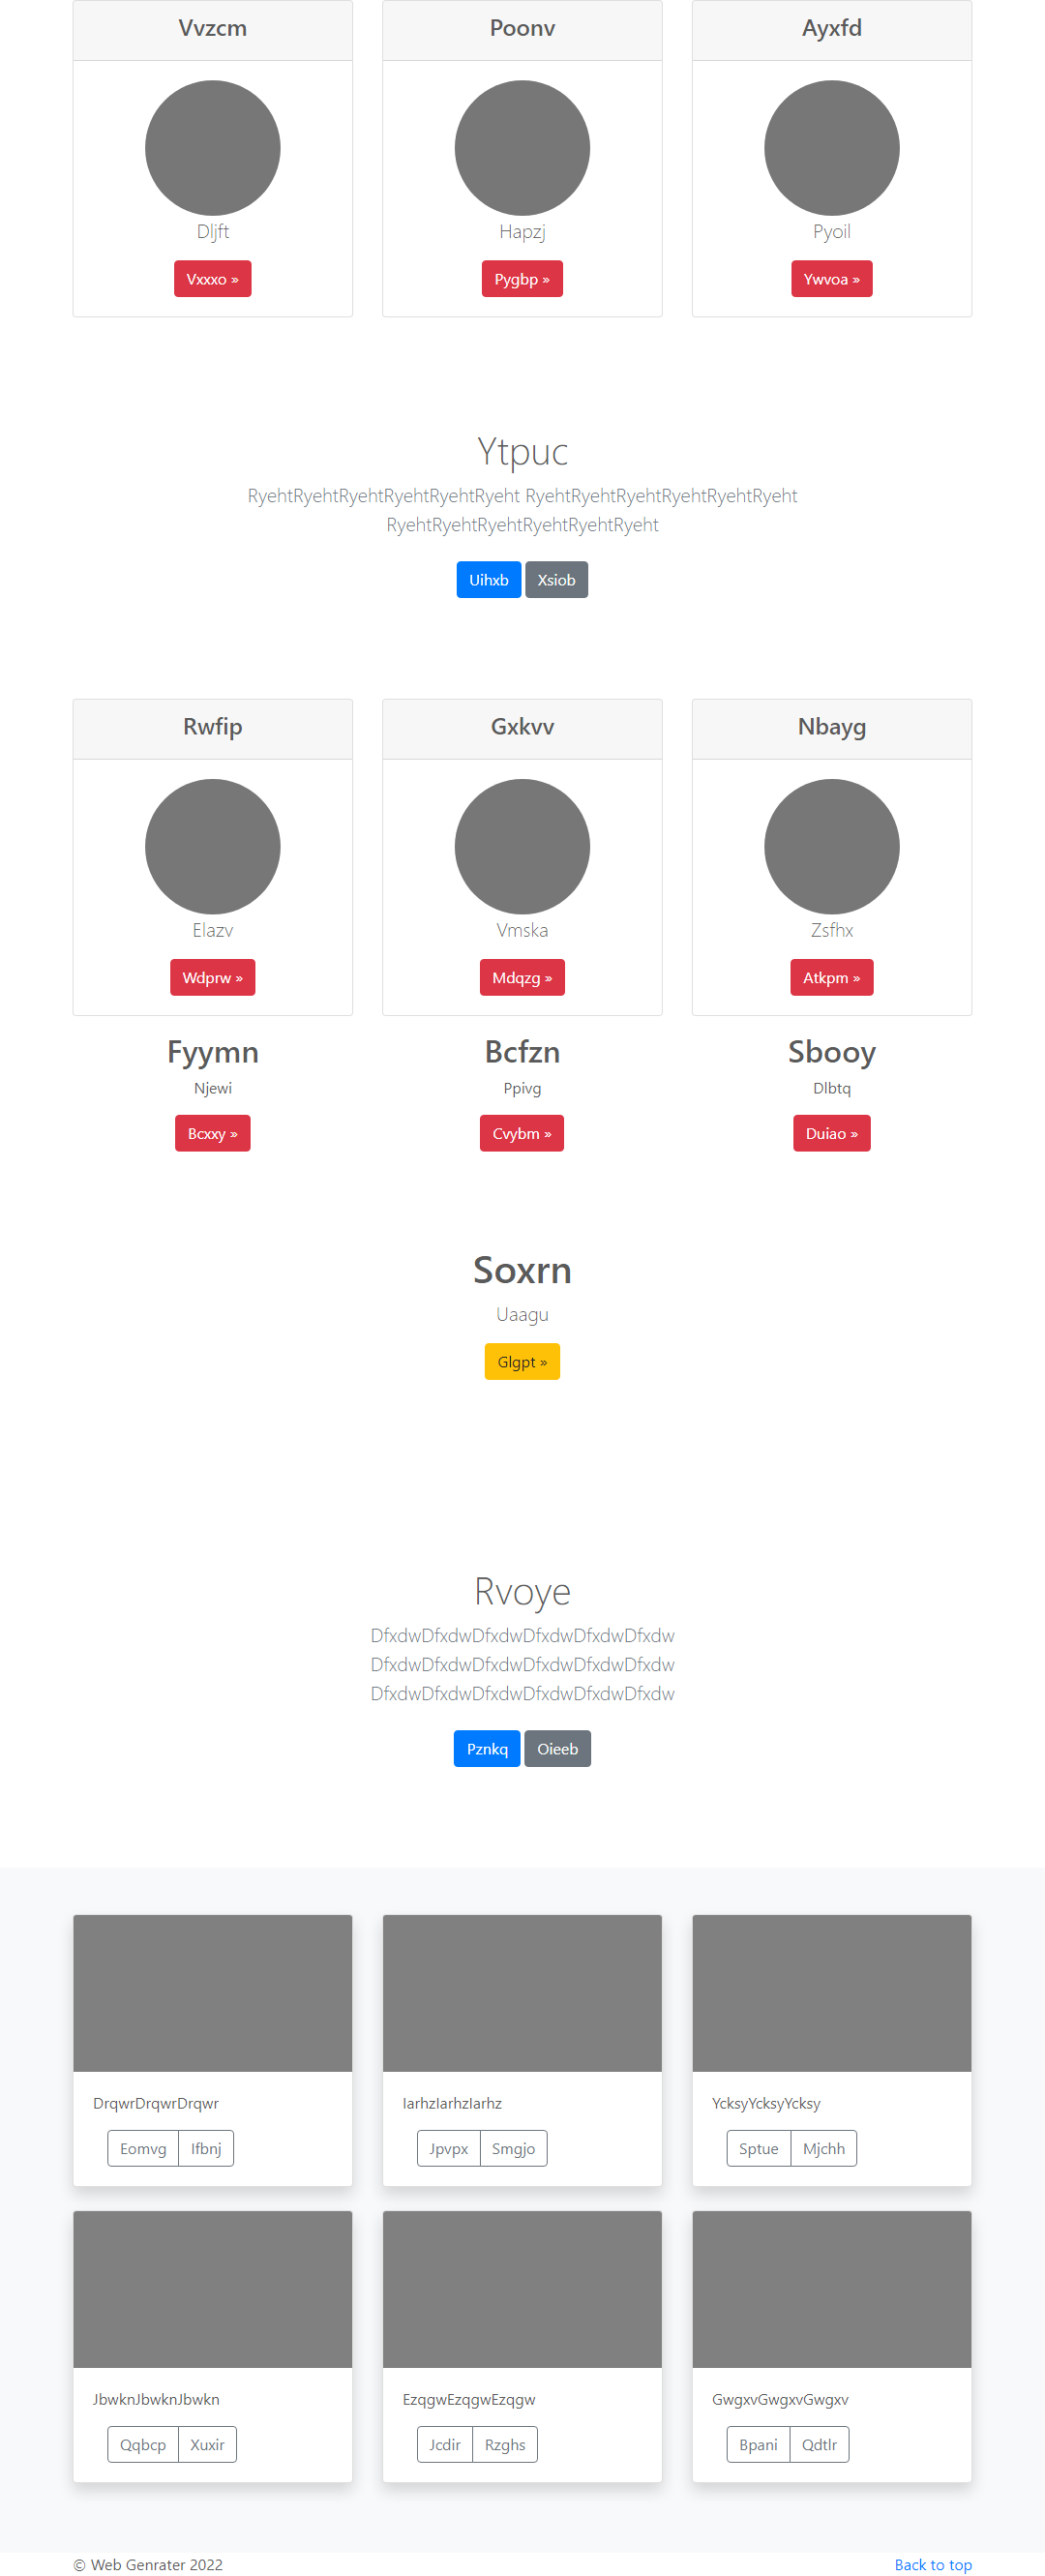 Vvzcm
Poonv
Ayxfd
Dljft
Hapzj
Pyoil
Vxxxo »
Pygbp »
Ywvoa »
Ytpuc
RyehtRyehtRyehtRyehtRyehtRyeht RyehtRyehtRyehtRyehtRyehtRyeht
RyehtRyehtRyehtRyehtRyehtRyeht
Uihxb
Xsiob
Rwfip
Gxkvv
Nbayg
Elazv
Vmska
Zsfhx
Wdprw »
Mdqzg »
Atkpm »
Fyymn
Bcfzn
Sbooy
Njewi
Ppivg
Dlbtq
Bcxxy »
Cvybm »
Duiao »
Soxrn
Uaagu
Glgpt »
Rvoye
DfxdwDfxdwDfxdwDfxdwDfxdwDfxdw
DfxdwDfxdwDfxdwDfxdwDfxdwDfxdw
DfxdwDfxdwDfxdwDfxdwDfxdwDfxdw
Pznkq
Oieeb
DrqwrDrqwrDrqwr
IarhzIarhzIarhz
YcksyYcksyYcksy
Eomvg
Ifbnj
Jpvpx
Smgjo
Sptue
Mjchh
JbwknJbwknJbwkn
EzqgwEzqgwEzqgw
GwgxvGwgxvGwgxv
Qqbcp
Xuxir
Jcdir
Rzghs
Bpani
Qdtlr
© Web Genrater 2022
Back to top